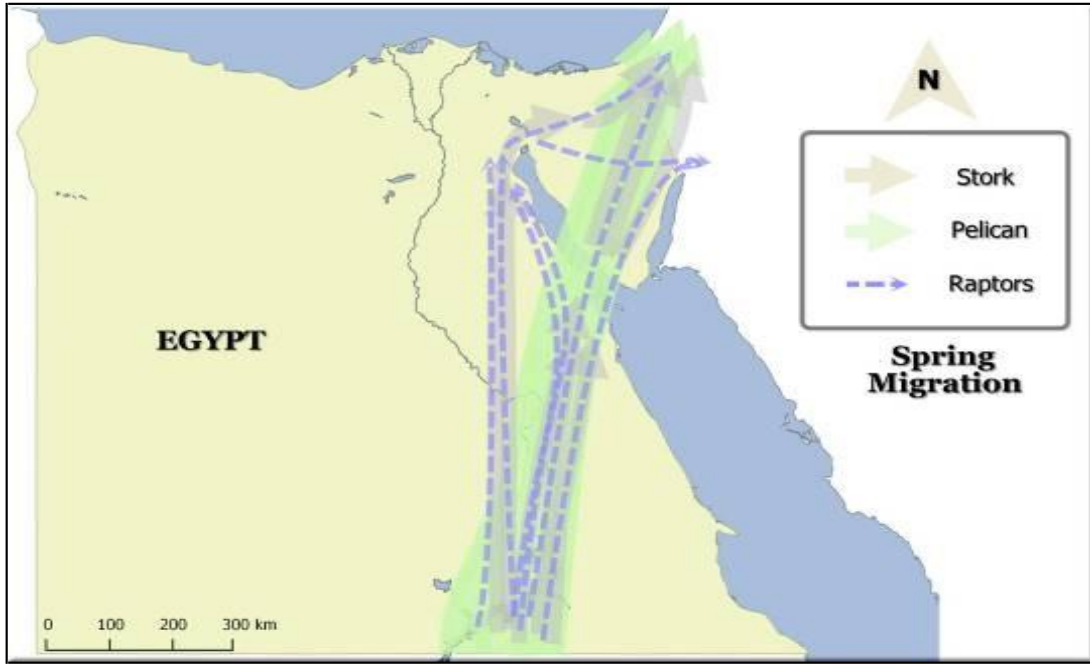 N
Stork
Pelican
Raptors
EGYPT
Spring
Migration
0 100 200 300 km